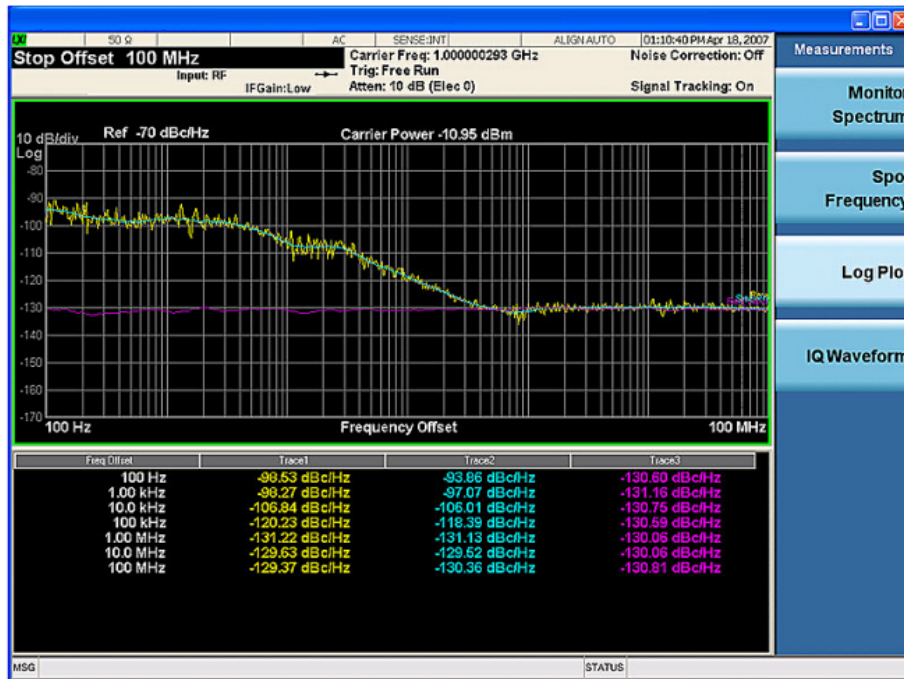 LXI 50 Ω AC SENSE:INT ALIGN AUTO 01:10:40 PM Apr 18, 2007
Stop Offset 100 MHz Carrier Freq: 1.000000293 GHz Noise Correction: Off
Input: RF Trig: Free Run
IFGain:Low Atten: 10 dB (Elec 0) Signal Tracking: On
Measurements
Monito
Spectrum
Spo
Frequency
Log Plo
IQ Waveform
10 dB/div Ref -70 dBc/Hz Carrier Power -10.95 dBm
Log
-80
-90
-100
-110
-120
-130
-140
-150
-160
-170
100 Hz Frequency Offset 100 MHz
Freq Offset Trace1 Trace2 Trace3
100 Hz -98.53 dBc/Hz -93.86 dBc/Hz -130.60 dBc/Hz
1.00 kHz -98.27 dBc/Hz -97.07 dBc/Hz -131.16 dBc/Hz
10.0 kHz -106.84 dBc/Hz -106.01 dBc/Hz -130.75 dBc/Hz
100 kHz -120.23 dBc/Hz -118.39 dBc/Hz -130.59 dBc/Hz
1.00 MHz -131.22 dBc/Hz -131.13 dBc/Hz -130.06 dBc/Hz
10.0 MHz -129.63 dBc/Hz -129.52 dBc/Hz -130.06 dBc/Hz
100 MHz -129.37 dBc/Hz -130.36 dBc/Hz -130.81 dBc/Hz
MSG STATUS